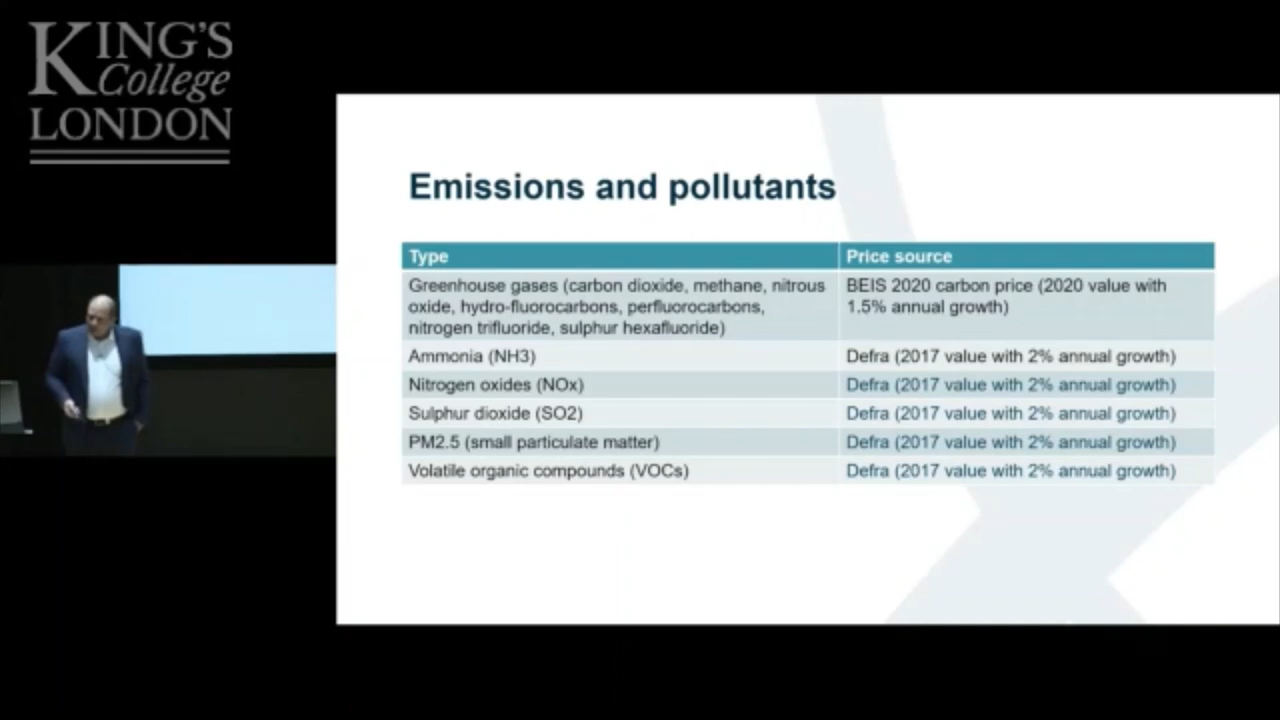 KING'S
College
LONDON
Emissions and pollutants
Type
Price source
Greenhouse gases (carbon dioxide, methane, nitrous
oxide, hydro-fluorocarbons, perfluorocarbons,
nitrogen trifluoride, sulphur hexafluoride)
BEIS 2020 carbon price (2020 value with
1.5% annual growth)
Ammonia (NH3)
Defra (2017 value with 2% annual growth)
Nitrogen oxides (NOx)
Defra (2017 value with 2% annual growth)
Sulphur dioxide (SO2)
Defra (2017 value with 2% annual growth)
PM2.5 (small particulate matter)
Defra (2017 value with 2% annual growth)
Volatile organic compounds (VOCs)
Defra (2017 value with 2% annual growth)